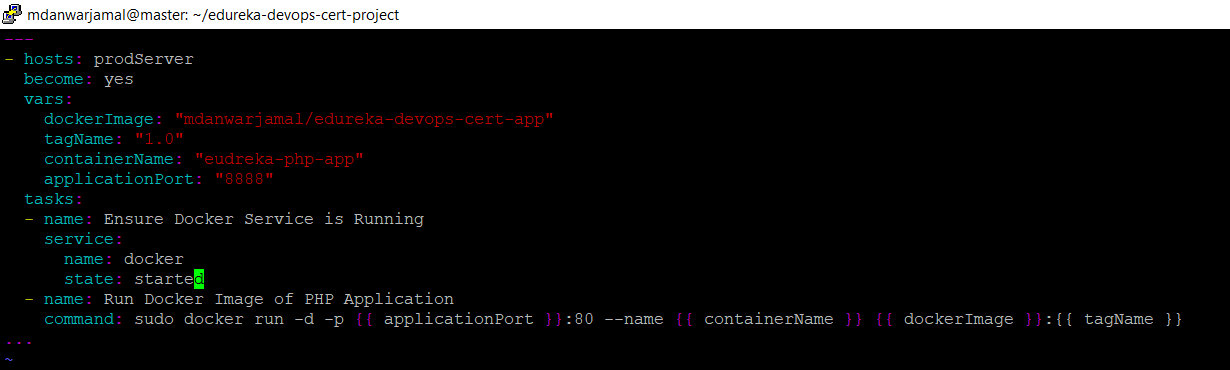 mdanwarjamal@master: ~/edureka-devops-cert-project
---
- hosts: prodServer
  become: yes
  vars:
    dockerImage: "mdanwarjamal/edureka-devops-cert-app"
    tagName: "1.0"
    containerName: "eudreka-php-app"
    applicationPort: "8888"
  tasks:
  - name: Ensure Docker Service is Running
    service:
      name: docker
      state: started
  - name: Run Docker Image of PHP Application
    command: sudo docker run -d -p {{ applicationPort }}:80 --name {{ containerName }} {{ dockerImage }}:{{ tagName }}
...
~